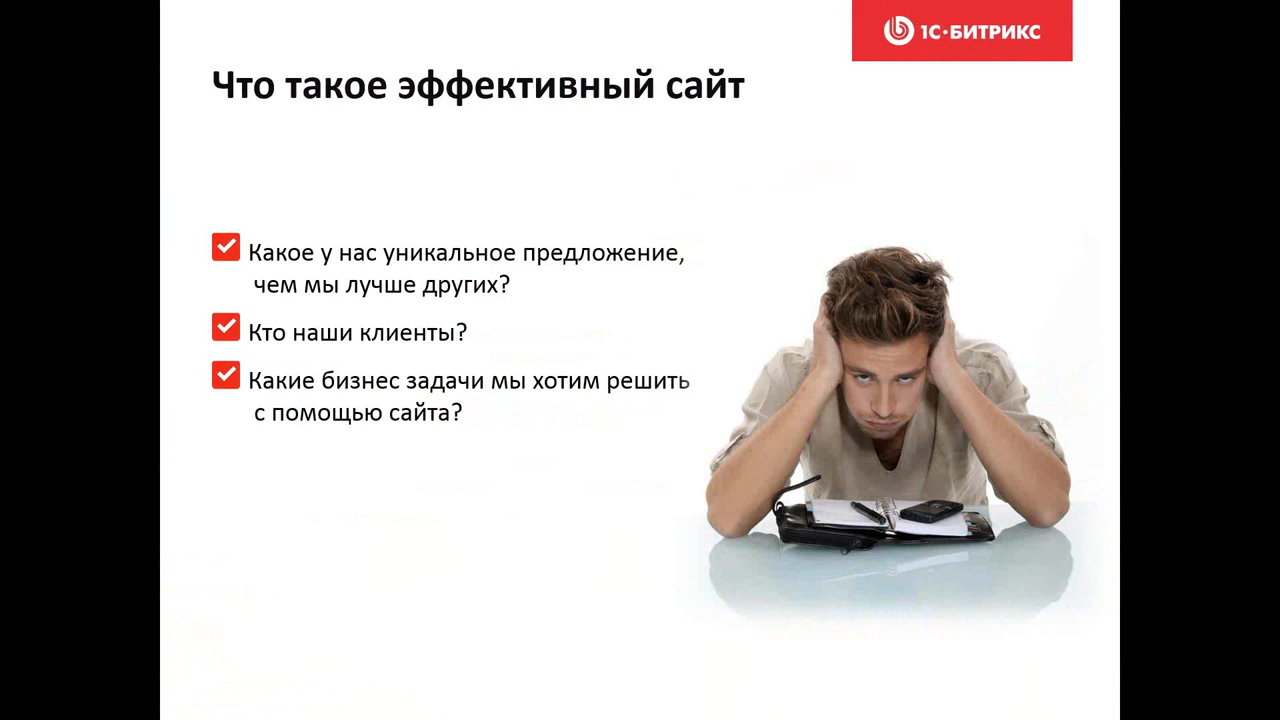 1С·БИТРИКС
Что такое эффективный сайт
Какое у нас уникальное предложение,
чем мы лучше других?
Кто наши клиенты?
Какие бизнес задачи мы хотим решить
с помощью сайта?